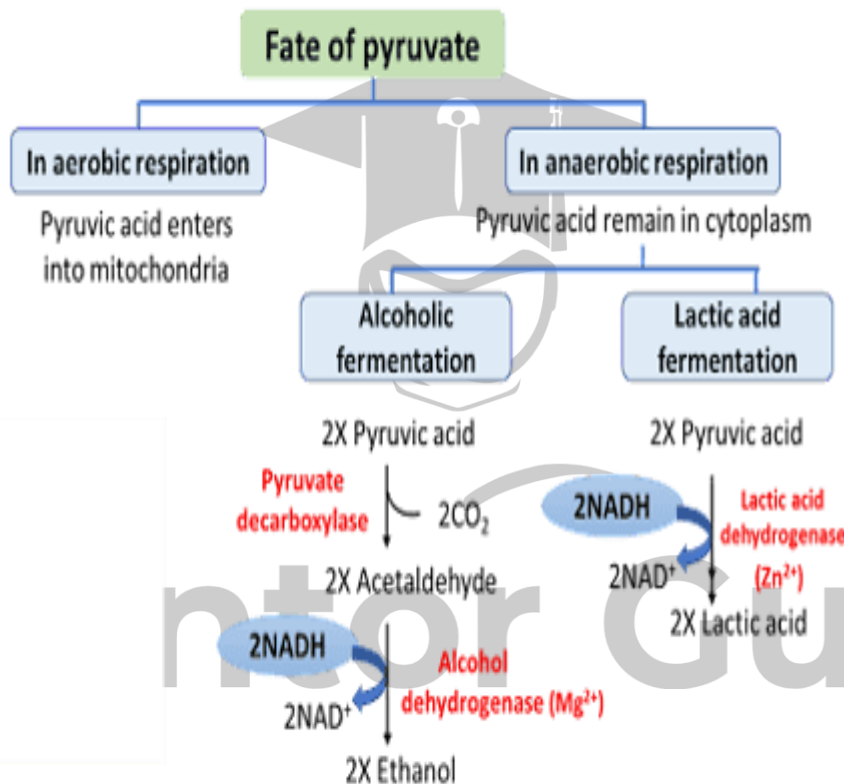 Fate of pyruvate
In aerobic respiration
Pyruvic acid enters
into mitochondria
In anaerobic respiration
Pyruvic acid remain in cytoplasm
Alcoholic
fermentation
2X Pyruvic acid
Pyruvate
decarboxylase
2CO₂
2X Acetaldehyde
2NADH
2NAD⁺
Alcohol
dehydrogenase (Mg²⁺)
2X Ethanol
Lactic acid
fermentation
2X Pyruvic acid
2NADH
2NAD⁺
Lactic acid
dehydrogenase
(Zn²⁺)
2X Lactic acid
ntor Gu